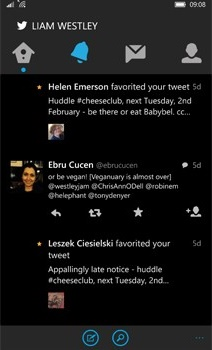 09:08
LIAM WESTLEY
Helen Emerson favorited your tweet 5d
Huddle #cheeseclub, next Tuesday, 2nd
February - be there or eat Babybel. cc...
Ebru Cucen @ebrucucen 5d
or be vegan! [Veganuary is almost over]
@westleyjam @ChrisAnnODell @robinem
@helephant @tonydenyer
Leszek Ciesielski favorited your 5d
tweet
Appallingly late notice - huddle
#cheeseclub, next Tuesday, 2nd...
...